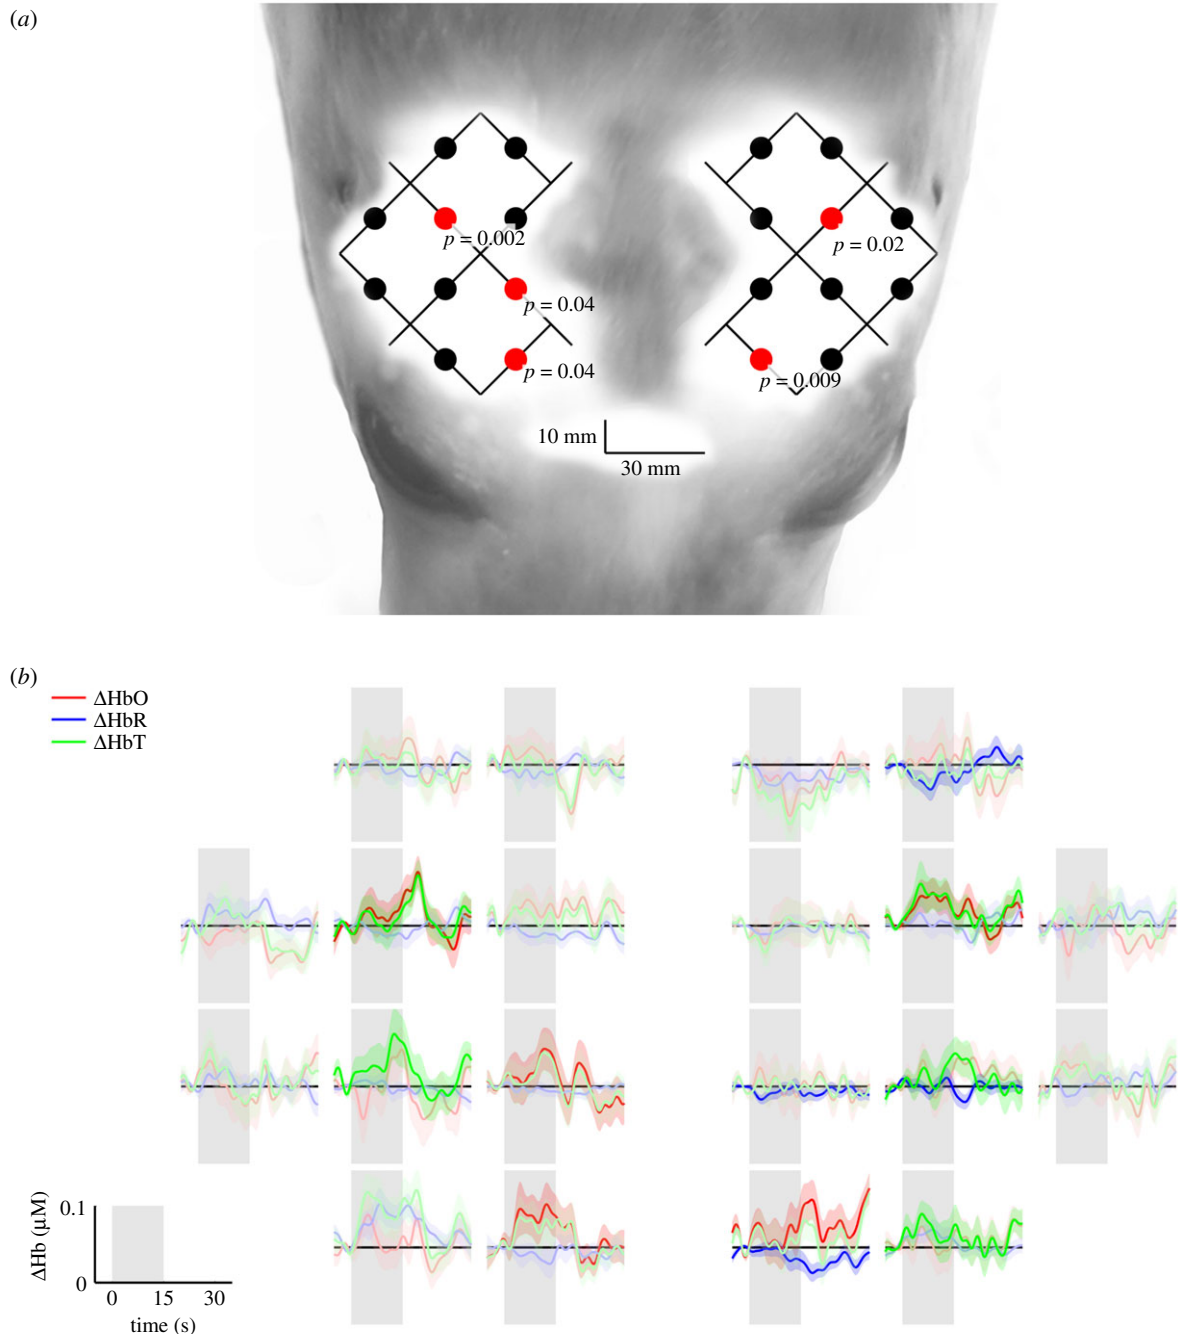 (a)
p = 0.002
p = 0.02
p = 0.04
p = 0.04
p = 0.009
10 mm
30 mm
(b)
ΔHbO
ΔHbR
ΔHbT
0.1
ΔHb (μM)
0
0 15 30
time (s)